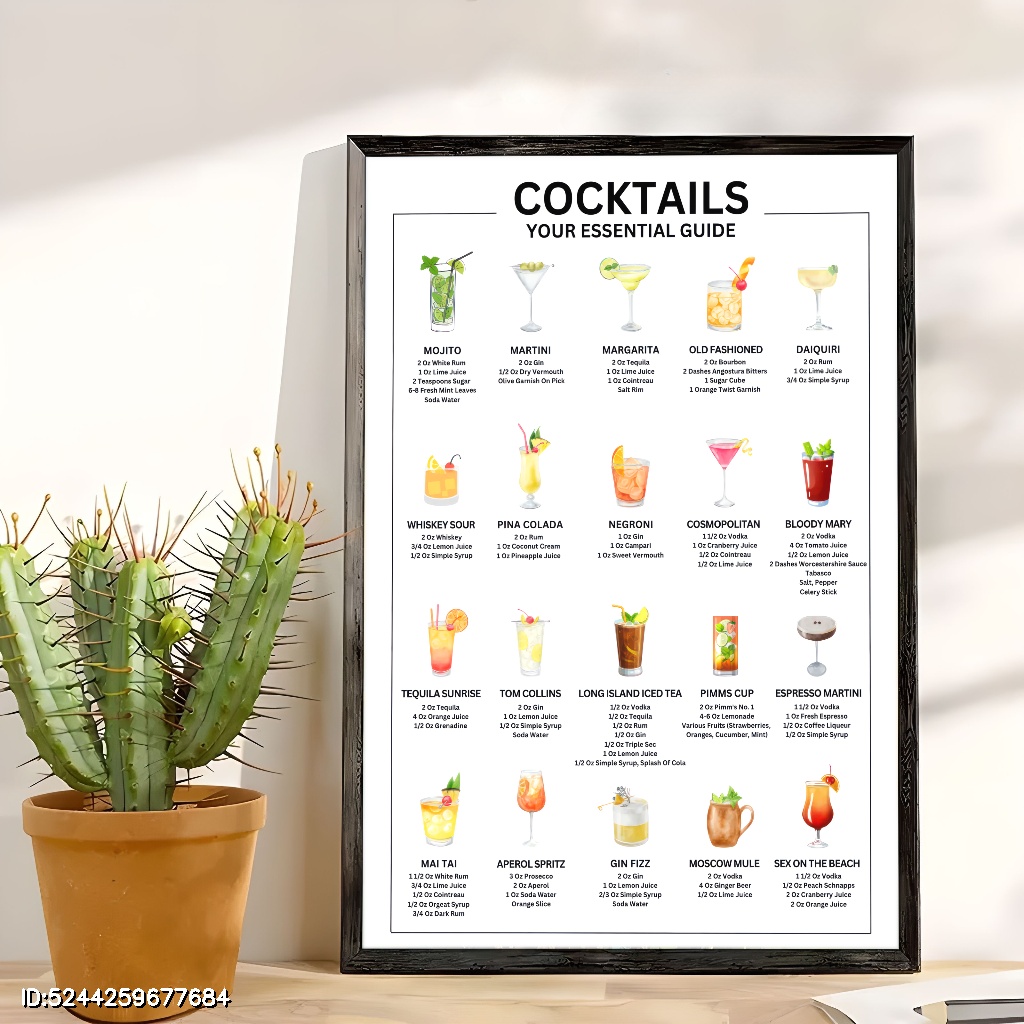 COCKTAILS
YOUR ESSENTIAL GUIDE
MOJITO
2 Oz White Rum
1 Oz Lime Juice
2 Teaspoons Sugar
6-8 Fresh Mint Leaves
Soda Water
MARTINI
2 Oz Gin
1/2 Oz Dry Vermouth
Olive Garnish On Pick
MARGARITA
2 Oz Tequila
1 Oz Lime Juice
1 Oz Cointreau
Salt Rim
OLD FASHIONED
2 Oz Bourbon
2 Dashes Angostura Bitters
1 Sugar Cube
1 Orange Twist Garnish
DAIQUIRI
2 Oz Rum
1 Oz Lime Juice
3/4 Oz Simple Syrup
WHISKEY SOUR
2 Oz Whiskey
3/4 Oz Lemon Juice
1/2 Oz Simple Syrup
PINA COLADA
2 Oz Rum
1 Oz Coconut Cream
1 Oz Pineapple Juice
NEGRONI
1 Oz Gin
1 Oz Campari
1 Oz Sweet Vermouth
COSMOPOLITAN
1 1/2 Oz Vodka
1 Oz Cranberry Juice
1/2 Oz Cointreau
1/2 Oz Lime Juice
BLOODY MARY
2 Oz Vodka
4 Oz Tomato Juice
1/2 Oz Lemon Juice
2 Dashes Worcestershire Sauce
Tabasco
Salt, Pepper
Celery Stick
TEQUILA SUNRISE
2 Oz Tequila
4 Oz Orange Juice
1/2 Oz Grenadine
TOM COLLINS
2 Oz Gin
1 Oz Lemon Juice
1/2 Oz Simple Syrup
Soda Water
LONG ISLAND ICED TEA
1/2 Oz Vodka
1/2 Oz Tequila
1/2 Oz Rum
1/2 Oz Gin
1/2 Oz Triple Sec
1 Oz Lemon Juice
1/2 Oz Simple Syrup, Splash Of Cola
PIMMS CUP
2 Oz Pimm's No. 1
4-6 Oz Lemonade
Various Fruits (Strawberries,
Oranges, Cucumber, Mint)
ESPRESSO MARTINI
1 1/2 Oz Vodka
1 Oz Fresh Espresso
1/2 Oz Coffee Liqueur
1/2 Oz Simple Syrup
MAI TAI
1 1/2 Oz White Rum
3/4 Oz Lime Juice
1/2 Oz Cointreau
1/2 Oz Orgeat Syrup
3/4 Oz Dark Rum
APEROL SPRITZ
3 Oz Prosecco
2 Oz Aperol
1 Oz Soda Water
Orange Slice
GIN FIZZ
2 Oz Gin
1 Oz Lemon Juice
2/3 Oz Simple Syrup
Soda Water
MOSCOW MULE
2 Oz Vodka
4 Oz Ginger Beer
1/2 Oz Lime Juice
SEX ON THE BEACH
1 1/2 Oz Vodka
1/2 Oz Peach Schnapps
2 Oz Cranberry Juice
2 Oz Orange Juice
ID:5244259677684